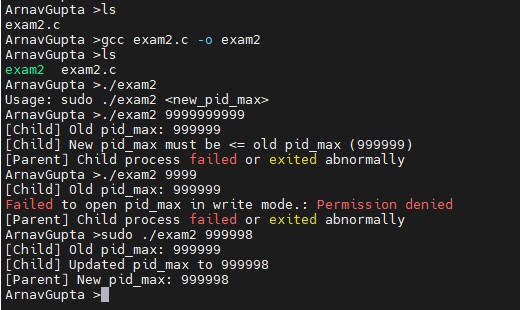 ArnavGupta >ls
exam2.c
ArnavGupta >gcc exam2.c -o exam2
ArnavGupta >ls
exam2  exam2.c
ArnavGupta >./exam2
Usage: sudo ./exam2 <new_pid_max>
ArnavGupta >./exam2 9999999999
[Child] Old pid_max: 999999
[Child] New pid_max must be <= old pid_max (999999)
[Parent] Child process failed or exited abnormally
ArnavGupta >./exam2 9999
[Child] Old pid_max: 999999
Failed to open pid_max in write mode.: Permission denied
[Parent] Child process failed or exited abnormally
ArnavGupta >sudo ./exam2 999998
[Child] Old pid_max: 999999
[Child] Updated pid_max to 999998
[Parent] New pid_max: 999998
ArnavGupta >